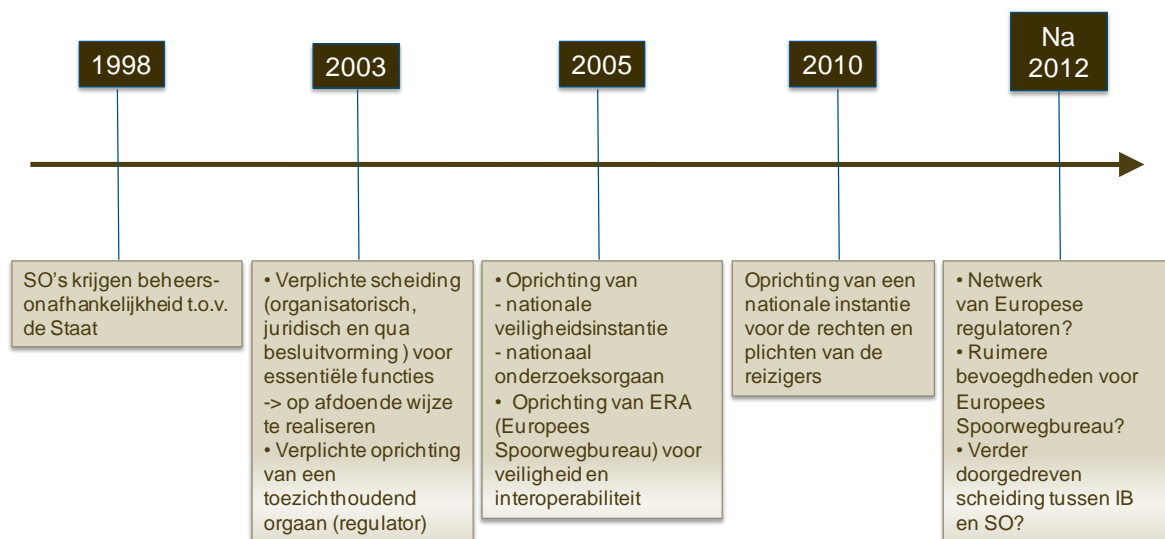 1998
2003
2005
2010
Na
2012
SO's krijgen beheers-
onafhankelijkheid t.o.v.
de Staat
• Verplichte scheiding
(organisatorisch,
juridisch en qua
besluitvorming ) voor
essentiële functies
-> op afdoende wijze
te realiseren
• Verplichte oprichting
van een
toezichthoudend
orgaan (regulator)
• Oprichting van
- nationale
veiligheidsinstantie
- nationaal
onderzoeksorgaan
• Oprichting van ERA
(Europees
Spoorwegbureau) voor
veiligheid en
interoperabiliteit
Oprichting van een
nationale instantie
voor de rechten en
plichten van de
reizigers
• Netwerk
van Europese
regulatoren?
• Ruimere
bevoegdheden voor
Europees
Spoorwegbureau?
• Verder
doorgedreven
scheiding tussen IB
en SO?